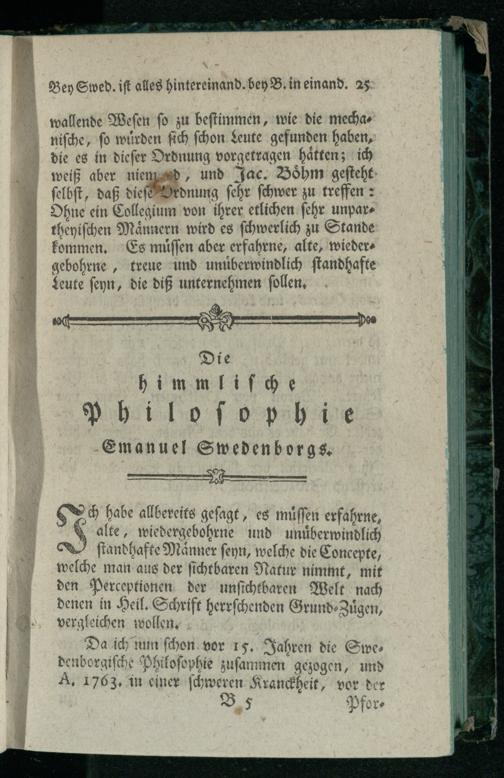 Bey Swed. ist alles hintereinand. bey B. in einand. 25
wallende Wesen so zu bestimmen, wie die mecha-
nische, so würden sich schon Leute gefunden haben,
die es in dieser Ordnung vorgetragen hätten; ich
weiß aber niemand, und Jac. Böhm gesteht
selbst, daß diese Ordnung sehr schwer zu treffen:
Ohne ein Collegium von ihrer etlichen sehr unpar-
theyischen Männern wird es schwerlich zu Stande
kommen. Es müssen aber erfahrne, alte, wieder-
gebohrne, treue und unüberwindlich standhafte
Leute seyn, die diß unternehmen sollen.
Die
himmlische
Philosophie
Emanuel Swedenborgs.
Ich habe allbereits gesagt, es müssen erfahrne,
alte, wiedergebohrne und unüberwindlich
standhafte Männer seyn, welche die Concepte,
welche man aus der sichtbaren Natur nimmt, mit
den Perceptionen der unsichtbaren Welt nach
denen in Heil. Schrift herrschenden Grund-Zügen,
vergleichen wollen.
Da ich nun schon vor 15. Jahren die Swe-
denborgische Philosophie zusammen gezogen, und
A. 1763. in einer schweren Kranckheit, vor der
B 5 Pfor-